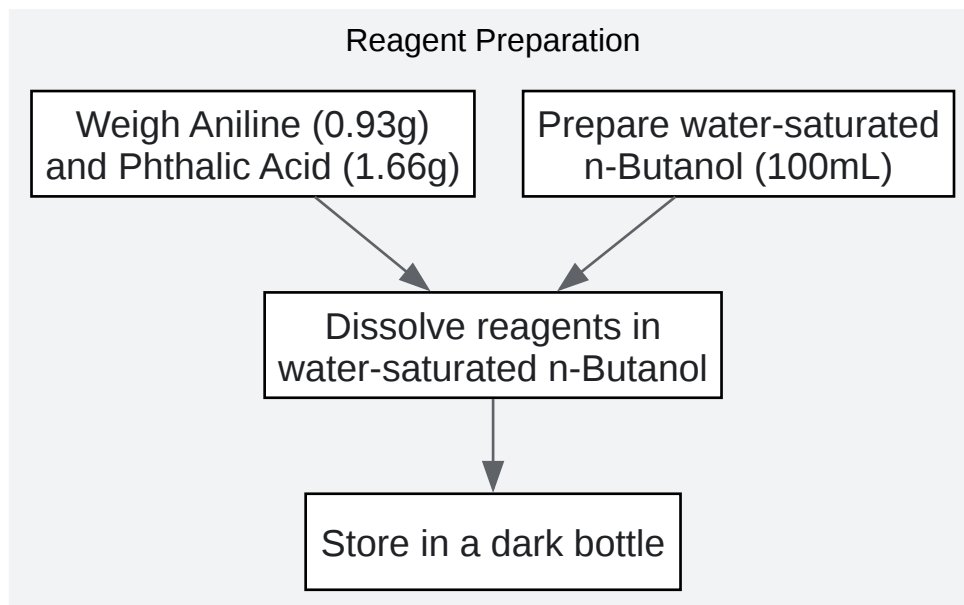 Reagent Preparation
Weigh Aniline (0.93g)
and Phthalic Acid (1.66g)
Prepare water-saturated
n-Butanol (100mL)
Dissolve reagents in
water-saturated n-Butanol
Store in a dark bottle